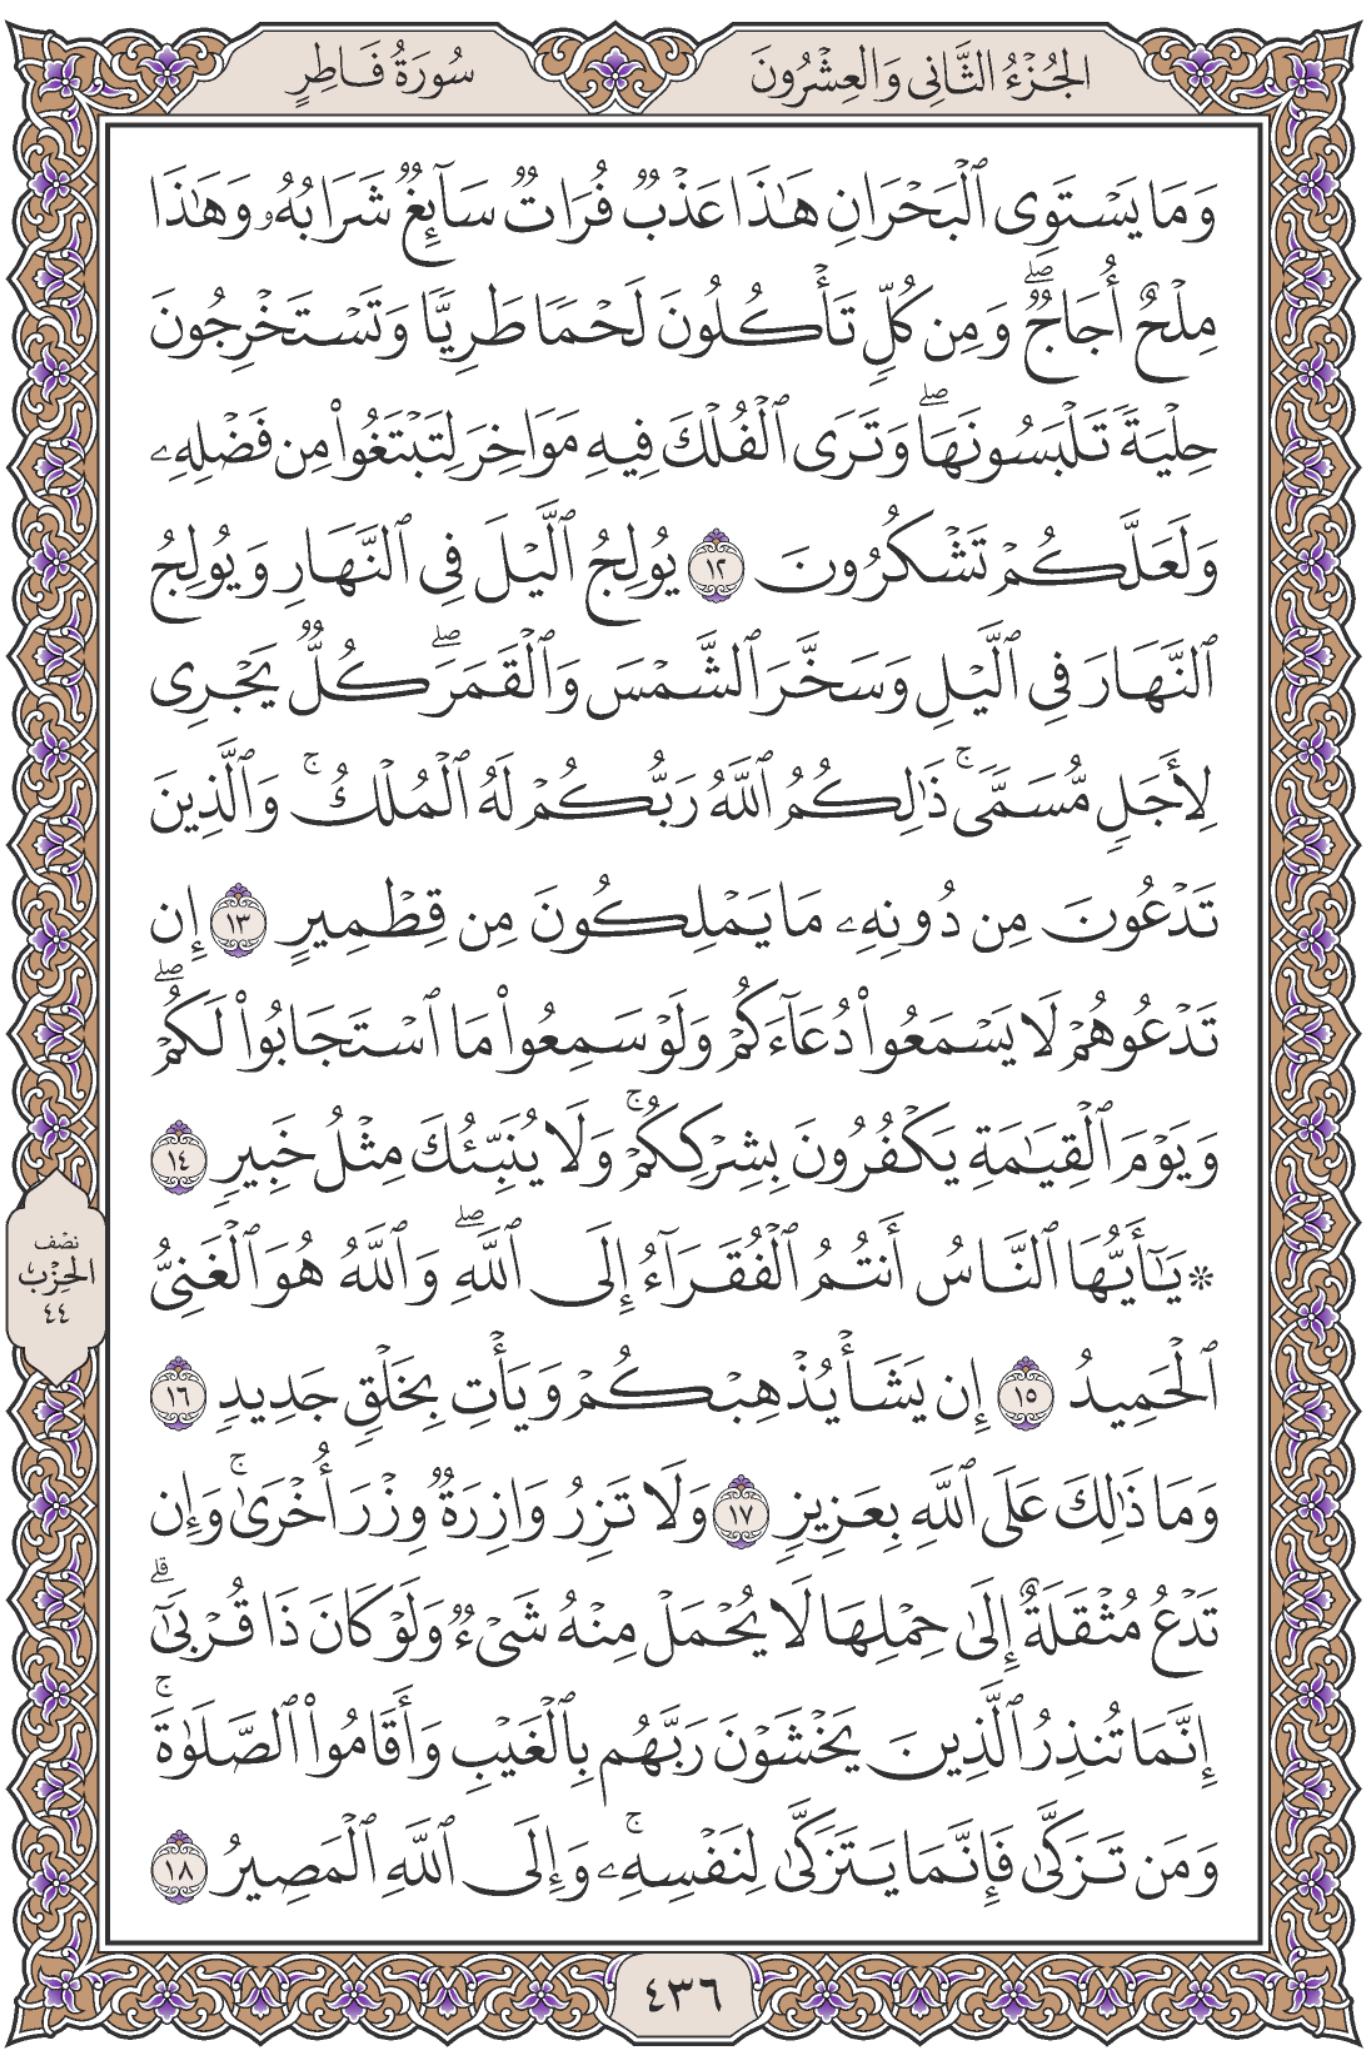 الجُزْءُ الثَّانِي وَالعِشْرُونَ
سُورَةُ فَاطِرٍ
وَمَا يَسْتَوِى ٱلْبَحْرَانِ هَٰذَا عَذْبٌ فُرَاتٌ سَآئِغٌ شَرَابُهُۥ وَهَٰذَا
مِلْحٌ أُجَاجٌ ۖ وَمِن كُلٍّ تَأْكُلُونَ لَحْمًا طَرِيًّا وَتَسْتَخْرِجُونَ
حِلْيَةً تَلْبَسُونَهَا ۖ وَتَرَى ٱلْفُلْكَ فِيهِ مَوَاخِرَ لِتَبْتَغُوا۟ مِن فَضْلِهِۦ
وَلَعَلَّكُمْ تَشْكُرُونَ ١٢ يُولِجُ ٱلَّيْلَ فِى ٱلنَّهَارِ وَيُولِجُ
ٱلنَّهَارَ فِى ٱلَّيْلِ وَسَخَّرَ ٱلشَّمْسَ وَٱلْقَمَرَ ۖ كُلٌّ يَجْرِى
لِأَجَلٍ مُّسَمًّى ۚ ذَٰلِكُمُ ٱللَّهُ رَبُّكُمْ لَهُ ٱلْمُلْكُ ۚ وَٱلَّذِينَ
تَدْعُونَ مِن دُونِهِۦ مَا يَمْلِكُونَ مِن قِطْمِيرٍ ١٣ إِن
تَدْعُوهُمْ لَا يَسْمَعُوا۟ دُعَآءَكُمْ وَلَوْ سَمِعُوا۟ مَا ٱسْتَجَابُوا۟ لَكُمْ ۖ
وَيَوْمَ ٱلْقِيَٰمَةِ يَكْفُرُونَ بِشِرْكِكُمْ ۚ وَلَا يُنَبِّئُكَ مِثْلُ خَبِيرٍ ١٤
۞ يَٰٓأَيُّهَا ٱلنَّاسُ أَنتُمُ ٱلْفُقَرَآءُ إِلَى ٱللَّهِ ۖ وَٱللَّهُ هُوَ ٱلْغَنِىُّ
ٱلْحَمِيدُ ١٥ إِن يَشَأْ يُذْهِبْكُمْ وَيَأْتِ بِخَلْقٍ جَدِيدٍ ١٦
وَمَا ذَٰلِكَ عَلَى ٱللَّهِ بِعَزِيزٍ ١٧ وَلَا تَزِرُ وَازِرَةٌ وِزْرَ أُخْرَىٰ ۚ وَإِن
تَدْعُ مُثْقَلَةٌ إِلَىٰ حِمْلِهَا لَا يُحْمَلْ مِنْهُ شَىْءٌ وَلَوْ كَانَ ذَا قُرْبَىٰٓ ۗ
إِنَّمَا تُنذِرُ ٱلَّذِينَ يَخْشَوْنَ رَبَّهُم بِٱلْغَيْبِ وَأَقَامُوا۟ ٱلصَّلَوٰةَ ۚ
وَمَن تَزَكَّىٰ فَإِنَّمَا يَتَزَكَّىٰ لِنَفْسِهِۦ ۚ وَإِلَى ٱللَّهِ ٱلْمَصِيرُ ١٨
نصْف
الحِزْب
٤٤
٤٣٦